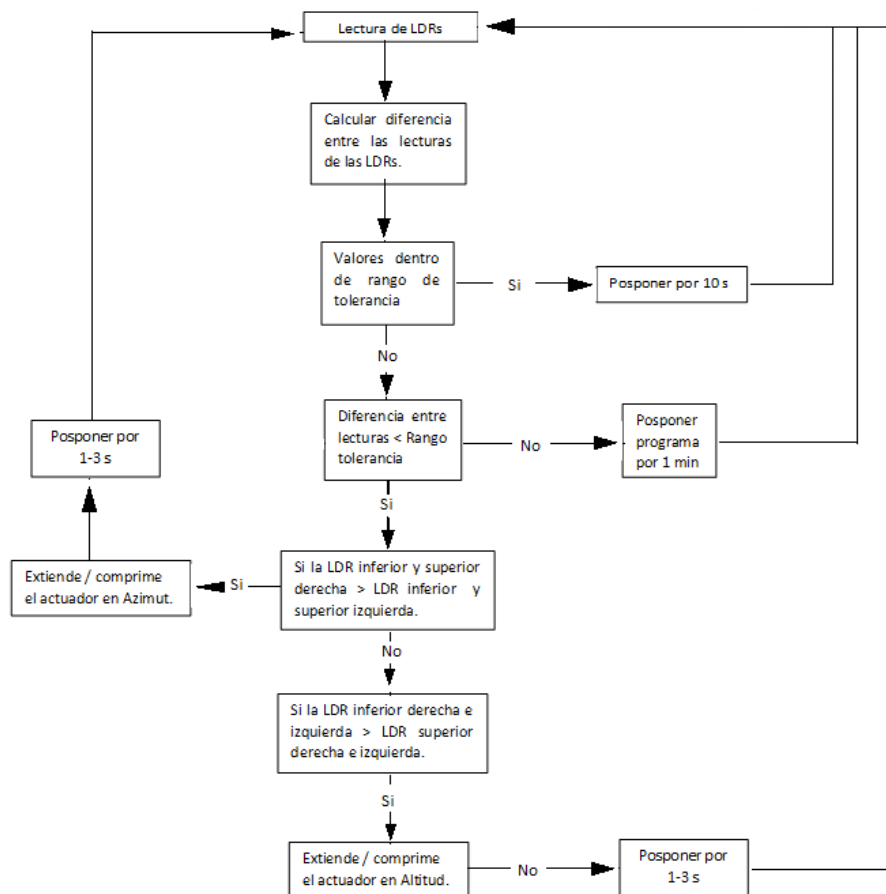 Lectura de LDRs
Calcular diferencia
entre las lecturas
de las LDRs.
Valores dentro
de rango de
tolerancia
Si
Posponer por 10 s
No
Diferencia entre
lecturas < Rango
tolerancia
No
Posponer
programa
por 1 min
Posponer por
1-3 s
Si
Si la LDR inferior y superior
derecha > LDR inferior y
superior izquierda.
Si
Extiende / comprime
el actuador en Azimut.
No
Si la LDR inferior derecha e
izquierda > LDR superior
derecha e izquierda.
Si
Extiende / comprime
el actuador en Altitud.
No
Posponer por
1-3 s